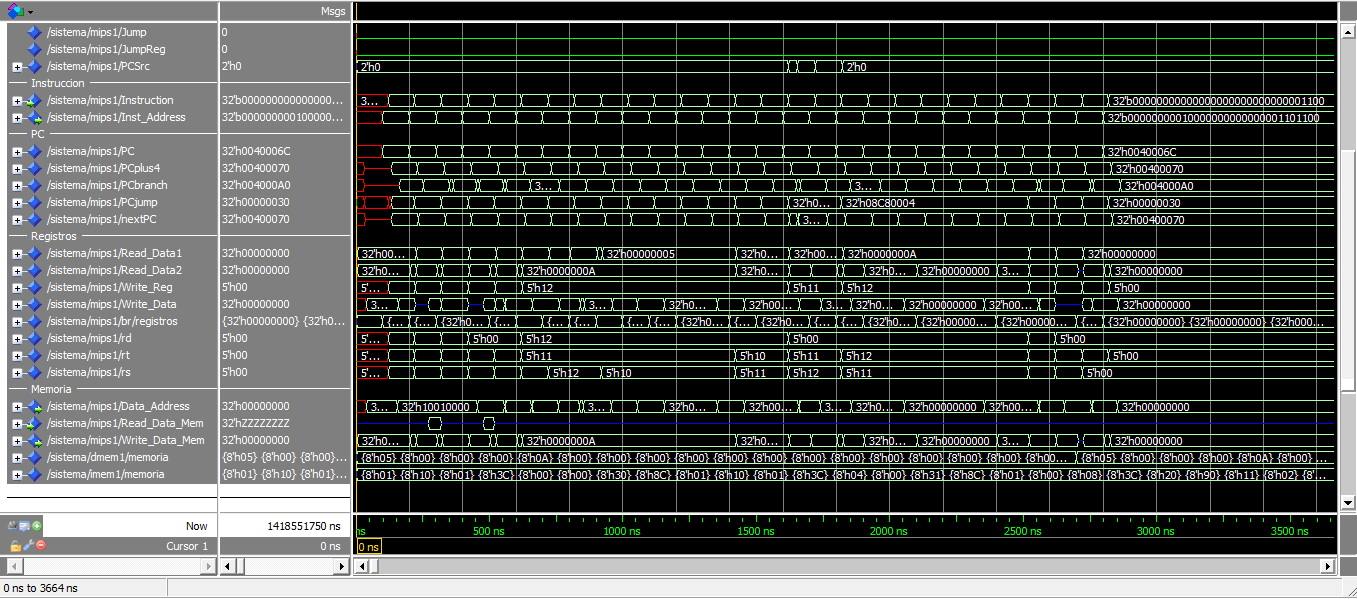 Msgs
/sistema/mips1/Jump 0
/sistema/mips1/JumpReg 0
/sistema/mips1/PCSrc 2'h0 2'h0 2'h0
Instruccion
/sistema/mips1/Instruction 32'b000000000000000... 3... 32'b00000000000000000000000000001100
/sistema/mips1/Inst_Address 32'b000000000100000... 32'b00000000010000000000000001101100
PC
/sistema/mips1/PC 32'h0040006C 32'h0040006C
/sistema/mips1/PCplus4 32'h00400070 32'h00400070
/sistema/mips1/PCbranch 32'h004000A0 3... 3... 32'h004000A0
/sistema/mips1/PCjump 32'h00000030 32'h0... 32'h08C80004 32'h00000030
/sistema/mips1/nextPC 32'h00400070 3... 32'h00400070
Registros
/sistema/mips1/Read_Data1 32'h00000000 32'h00... 32'h00000005 32'h0... 32'h00... 32'h0000000A 32'h00000000
/sistema/mips1/Read_Data2 32'h00000000 32'h0... 32'h0000000A 32'h0... 32'h0... 32'h00000000 3... 32'h00000000
/sistema/mips1/Write_Reg 5'h00 5'... 5'h12 5'h11 5'h12 5'h00
/sistema/mips1/Write_Data 32'h00000000 3... 3... 32'h0... 32'h00... 3... 32'h0... 32'h00000000 32'h00... 32'h00000000
/sistema/mips1/br/registros {32'h00000000} {32'h0... {... {... {32'h0... {... {... {... {... {... {32'h0... {... {32'h0... {... {32'h0... {32'h00000... {32'h00000... {... {32'h00000000} {32'h00000000} {32'h000...
/sistema/mips1/rd 5'h00 5'... 5'h00 5'h12 5'h00 5'h00
/sistema/mips1/rt 5'h00 5'... 5'h11 5'h10 5'h11 5'h12 5'h00
/sistema/mips1/rs 5'h00 5'... 5'h12 5'h10 5'h11 5'h12 5'h11 5'h00
Memoria
/sistema/mips1/Data_Address 32'h00000000 3... 32'h10010000 3... 32'h0... 32'h00... 3... 32'h0... 32'h00000000 32'h00... 32'h00000000
/sistema/mips1/Read_Data_Mem 32'hZZZZZZZZ
/sistema/mips1/Write_Data_Mem 32'h00000000 32'h0... 32'h0000000A 32'h0... 32'h0... 32'h00000000 3... 32'h00000000
/sistema/dmem1/memoria {8'h05} {8'h00} {8'h00}... {8'h05} {8'h00} {8'h00} {8'h00} {8'h0A} {8'h00} {8'h00} {8'h00} {8'h00} {8'h00} {8'h00} {8'h00} {8'h00} {8'h00} {8'h00} {8'h00} {8'h00} {8'h00... {8'h05} {8'h00} {8'h00} {8'h00} {8'h0A} {8'h00} ...
/sistema/imem1/memoria {8'h01} {8'h10} {8'h01}... {8'h01} {8'h10} {8'h01} {8'h3C} {8'h00} {8'h00} {8'h30} {8'h8C} {8'h01} {8'h10} {8'h01} {8'h3C} {8'h04} {8'h00} {8'h31} {8'h8C} {8'h01} {8'h00} {8'h08} {8'h3C} {8'h20} {8'h90} {8'h11} {8'h02} {8'...
Now 1418551750 ns ns 500 ns 1000 ns 1500 ns 2000 ns 2500 ns 3000 ns 3500 ns
Cursor 1 0 ns 0 ns
0 ns to 3664 ns